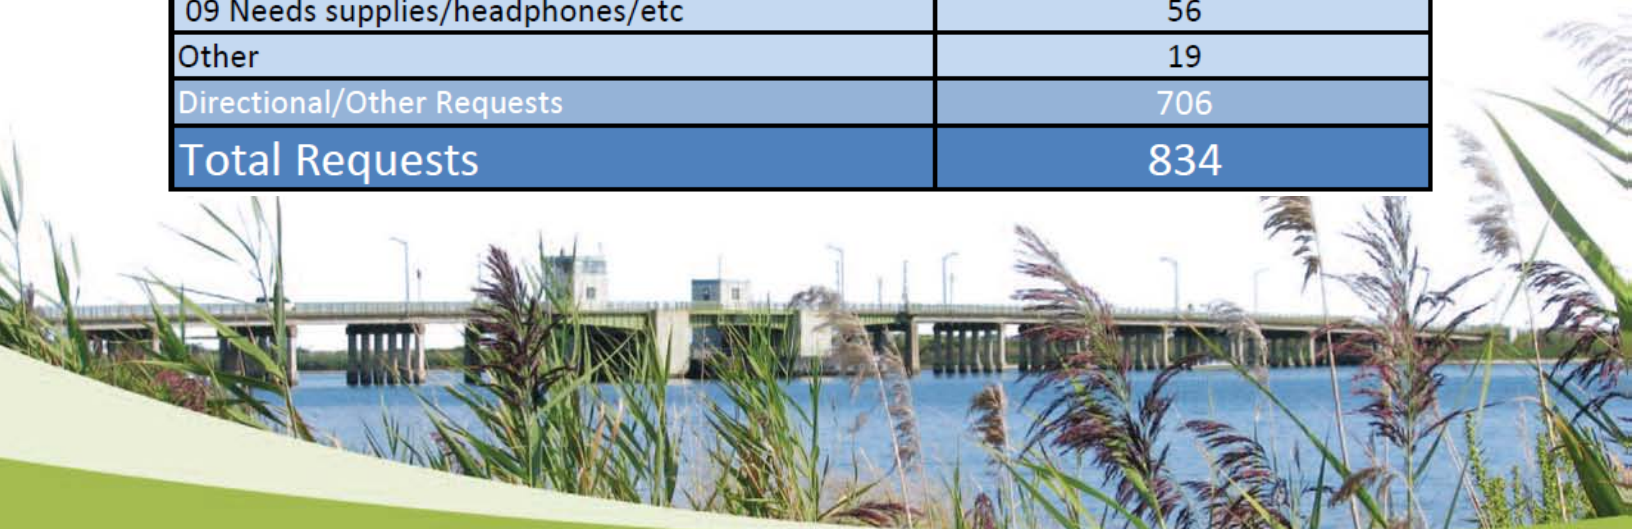 09 Needs supplies/headphones/etc 56
Other 19
Directional/Other Requests 706
Total Requests 834